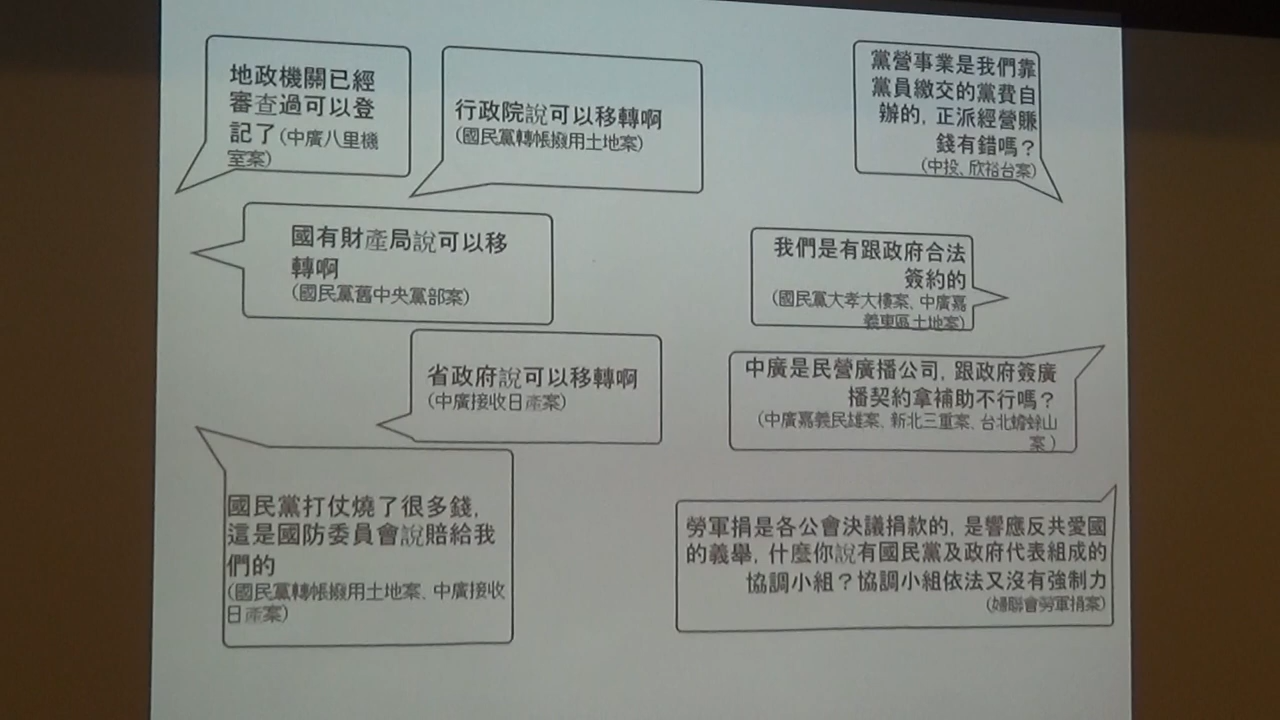 地政機關已經
審查過可以登
記了(中廣八里機
室案)
行政院說可以移轉啊
(國民黨轉帳撥用土地案)
黨營事業是我們靠
黨員繳交的黨費自
辦的，正派經營賺
錢有錯嗎？
(中投、欣裕台案)
國有財產局說可以移
轉啊
(國民黨舊中央黨部案)
我們是有跟政府合法
簽約的
(國民黨大孝大樓案、中廣嘉
義東區土地案)
省政府說可以移轉啊
(中廣接收日產案)
中廣是民營廣播公司，跟政府簽廣
播契約拿補助不行嗎？
(中廣嘉義民雄案、新北三重案、台北蟾蜍山
案)
國民黨打仗燒了很多錢，
這是國防委員會說賠給我
們的
(國民黨轉帳撥用土地案、中廣接收
日產案)
勞軍捐是各公會決議捐款的，是響應反共愛國
的義舉，什麼你說有國民黨及政府代表組成的
協調小組？協調小組依法又沒有強制力
(婦聯會勞軍捐案)